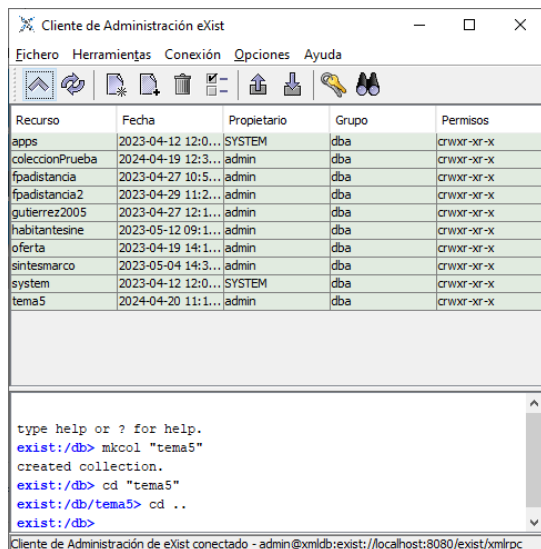 Cliente de Administración eXist
Fichero Herramientas Conexión Opciones Ayuda
Recurso Fecha Propietario Grupo Permisos
apps 2023-04-12 12:0... SYSTEM dba crwxr-xr-x
coleccionPrueba 2024-04-19 12:3... admin dba crwxr-xr-x
fpadistancia 2023-04-27 10:5... admin dba crwxr-xr-x
fpadistancia2 2023-04-29 11:2... admin dba crwxr-xr-x
gutierrez2005 2023-04-27 12:1... admin dba crwxr-xr-x
habitantesine 2023-05-12 09:1... admin dba crwxr-xr-x
oferta 2024-04-19 14:1... admin dba crwxr-xr-x
sintesmarco 2023-05-04 14:3... admin dba crwxr-xr-x
system 2023-04-12 12:0... SYSTEM dba crwxr-xr-x
tema5 2024-04-20 11:1... admin dba crwxr-xr-x
type help or ? for help.
exist:/db> mkcol "tema5"
created collection.
exist:/db> cd "tema5"
exist:/db/tema5> cd ..
exist:/db>
Cliente de Administración de eXist conectado - admin@xmldb:exist://localhost:8080/exist/xmlrpc